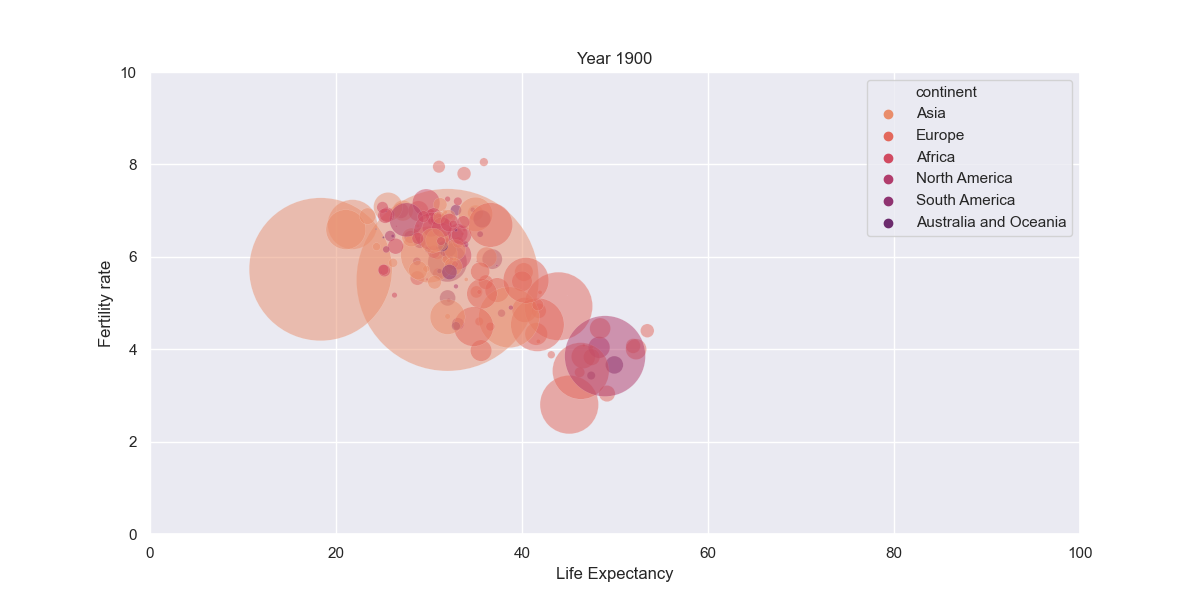 Year 1900
10
8
6
4
2
0
Fertility rate
0 20 40 60 80 100
Life Expectancy
continent
Asia
Europe
Africa
North America
South America
Australia and Oceania